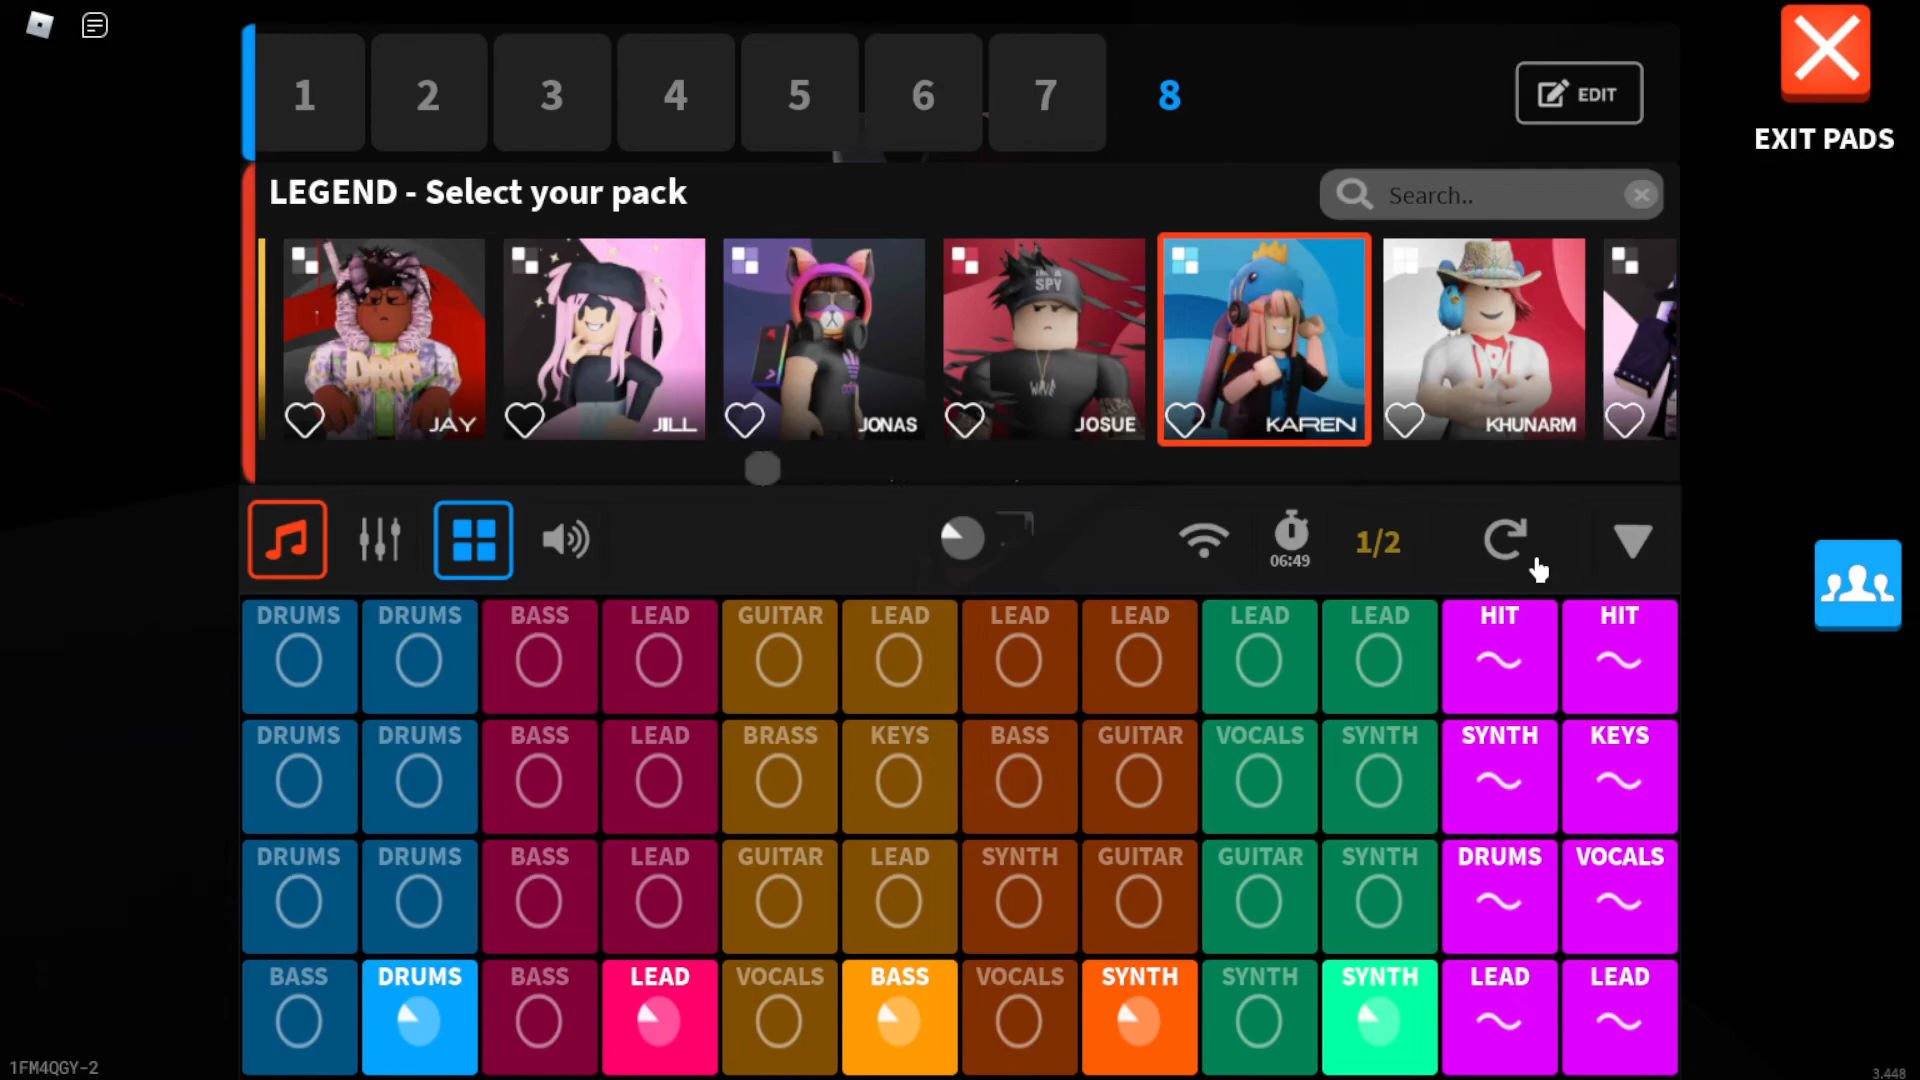 1 2 3 4 5 6 7 8 EDIT
EXIT PADS
LEGEND - Select your pack Search..
IM A
SPY
DRIP
JAY JILL JONAS JOSUE KAREN KHUNARM
06:49 1/2
DRUMS DRUMS BASS LEAD GUITAR LEAD LEAD LEAD LEAD LEAD HIT HIT
DRUMS DRUMS BASS LEAD BRASS KEYS BASS GUITAR VOCALS SYNTH SYNTH KEYS
DRUMS DRUMS BASS LEAD GUITAR LEAD SYNTH GUITAR GUITAR SYNTH DRUMS VOCALS
BASS DRUMS BASS LEAD VOCALS BASS VOCALS SYNTH SYNTH SYNTH LEAD LEAD
1FM4QGY-2 3.448